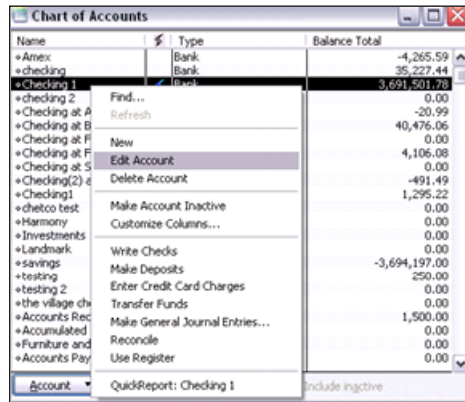 Chart of Accounts
Name Type Balance Total
Amex Bank -4,265.59
checking Bank 35,227.44
Checking 1 3,691,501.78
checking 2 0.00
Checking at A -20.99
Checking at B 40,476.06
Checking at F 0.00
Checking at F 4,106.08
Checking at S 0.00
Checking(2) a -491.49
Checking1 1,295.22
chetco test 0.00
Harmony 0.00
Investments 0.00
Landmark 0.00
savings -3,694,197.00
testing 250.00
testing 2 0.00
the village che 0.00
Accounts Rec 1,500.00
Accumulated 0.00
Furniture and 0.00
Accounts Pay 0.00
Find...
Refresh
New
Edit Account
Delete Account
Make Account Inactive
Customize Columns...
Write Checks
Make Deposits
Enter Credit Card Charges
Transfer Funds
Make General Journal Entries...
Reconcile
Use Register
QuickReport: Checking 1
Account Include inactive